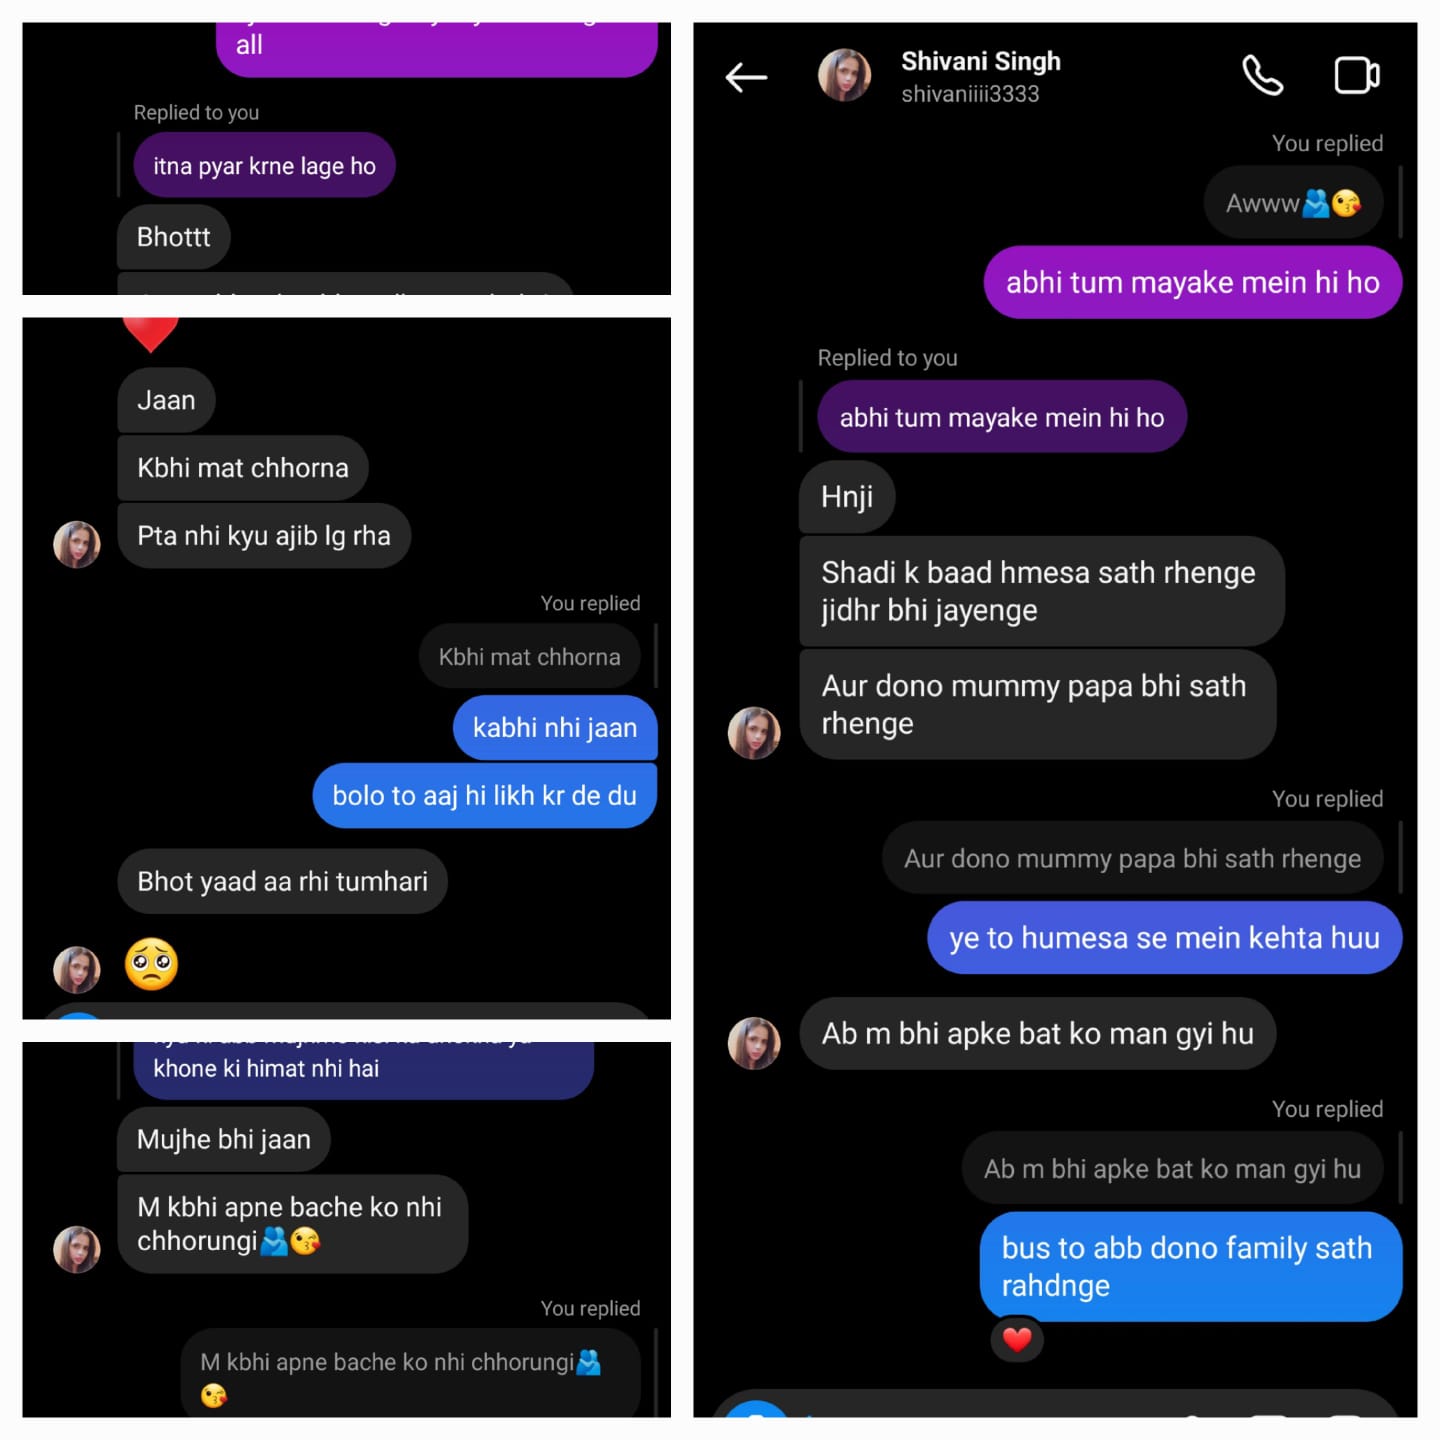 all
Replied to you
itna pyar krne lage ho
Bhottt
Jaan
Kbhi mat chhorna
Pta nhi kyu ajib lg rha
You replied
Kbhi mat chhorna
kabhi nhi jaan
bolo to aaj hi likh kr de du
Bhot yaad aa rhi tumhari
khone ki himat nhi hai
Mujhe bhi jaan
M kbhi apne bache ko nhi
chhorungi🫂😘
You replied
M kbhi apne bache ko nhi chhorungi🫂
😘
Shivani Singh
shivaniiii3333
You replied
Awww🫂😘
abhi tum mayake mein hi ho
Replied to you
abhi tum mayake mein hi ho
Hnji
Shadi k baad hmesa sath rhenge
jidhr bhi jayenge
Aur dono mummy papa bhi sath
rhenge
You replied
Aur dono mummy papa bhi sath rhenge
ye to humesa se mein kehta huu
Ab m bhi apke bat ko man gyi hu
You replied
Ab m bhi apke bat ko man gyi hu
bus to abb dono family sath
rahdnge